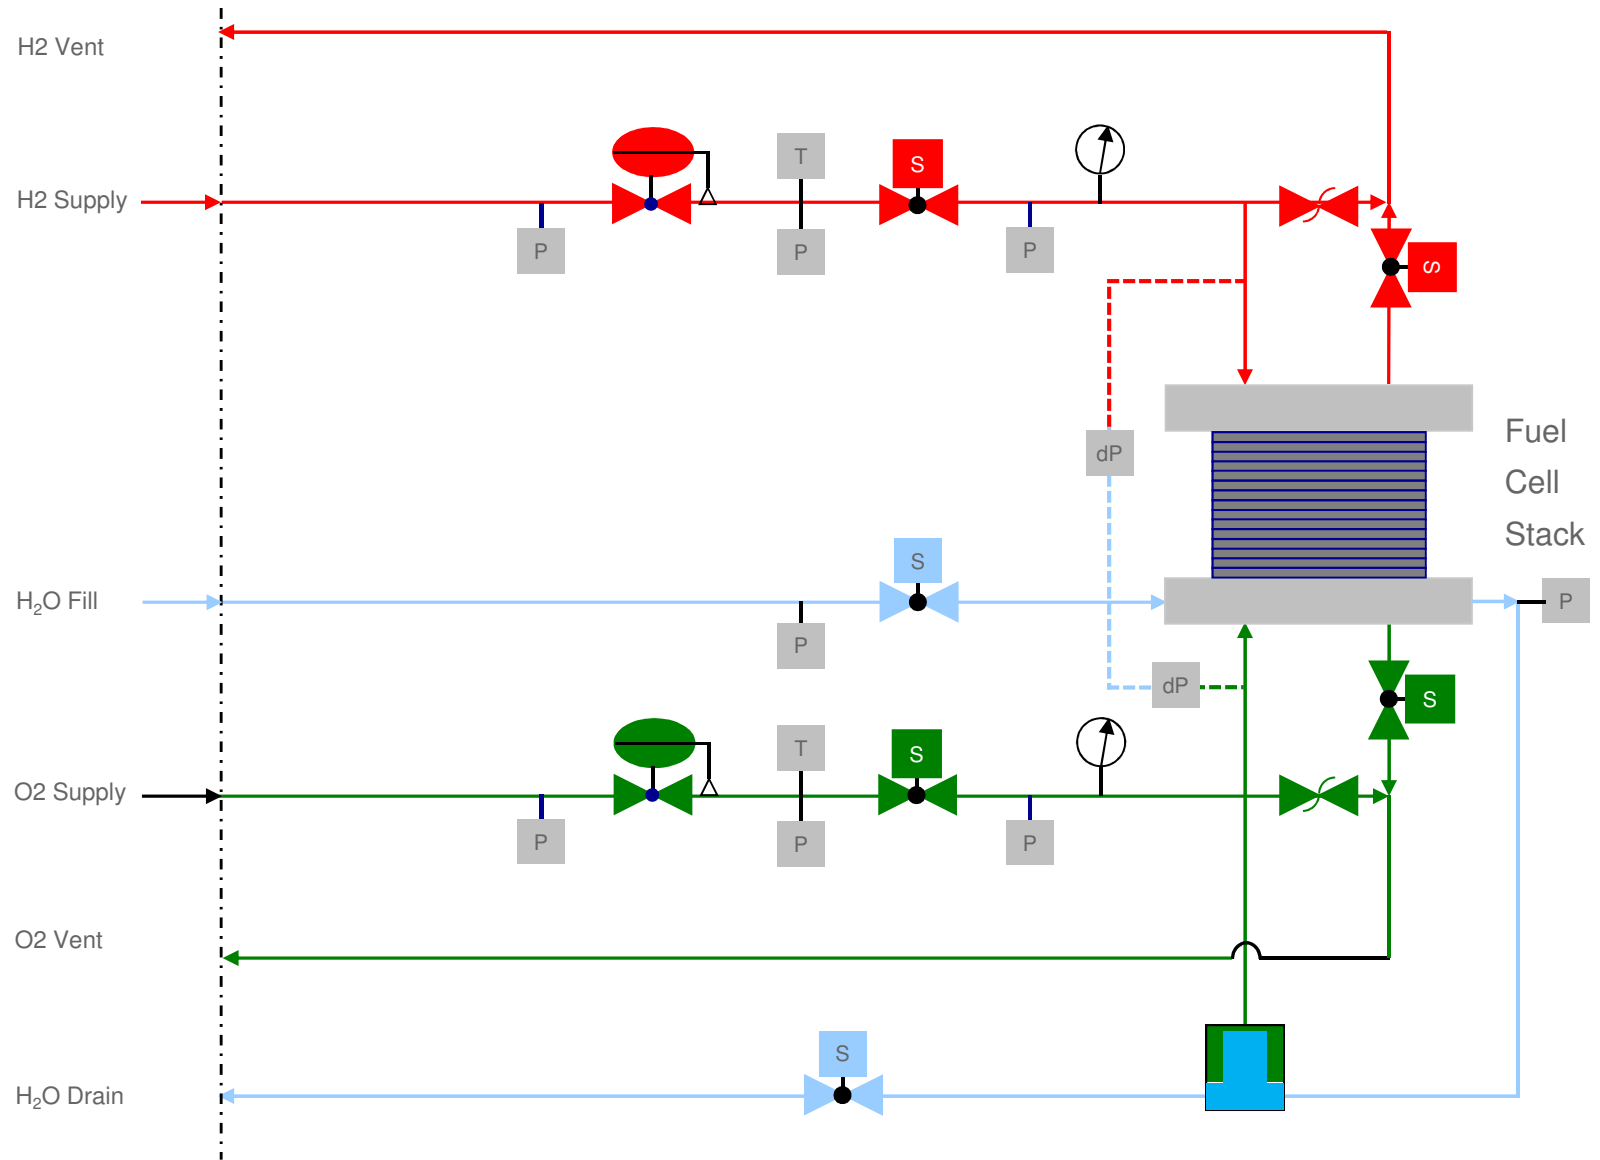 H2 Vent
T
S
H2 Supply
P
P
P
S
Fuel
Cell
Stack
dP
S
H₂O Fill
P
P
dP
S
T
S
O2 Supply
P
P
P
O2 Vent
S
H₂O Drain